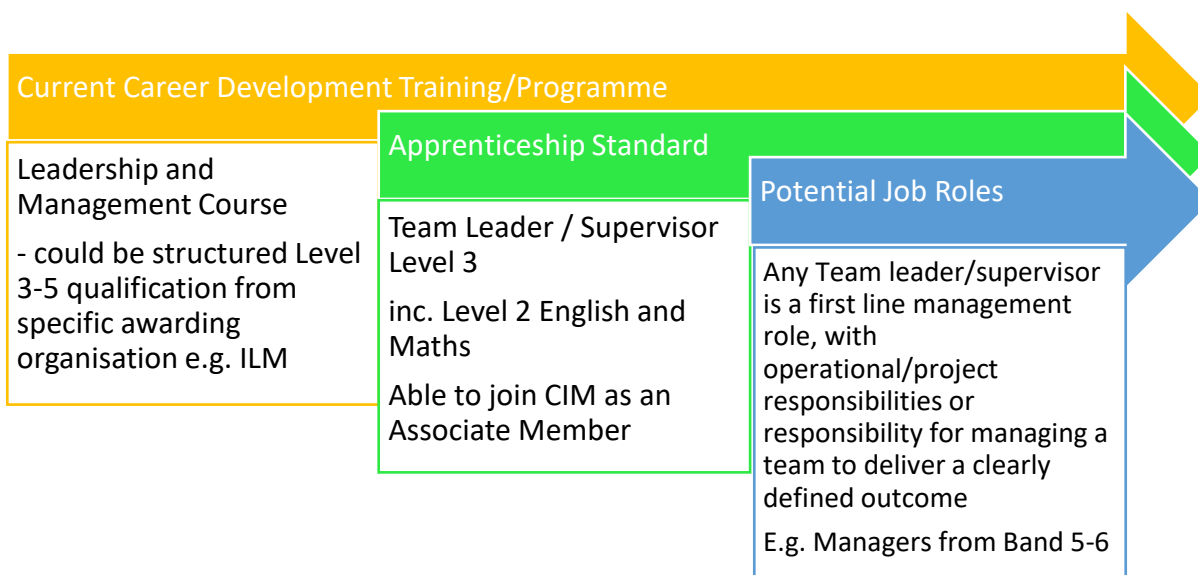 Current Career Development Training/Programme
Leadership and
Management Course
- could be structured Level
3-5 qualification from
specific awarding
organisation e.g. ILM
Apprenticeship Standard
Team Leader / Supervisor
Level 3
inc. Level 2 English and
Maths
Able to join CIM as an
Associate Member
Potential Job Roles
Any Team leader/supervisor
is a first line management
role, with
operational/project
responsibilities or
responsibility for managing a
team to deliver a clearly
defined outcome
E.g. Managers from Band 5-6